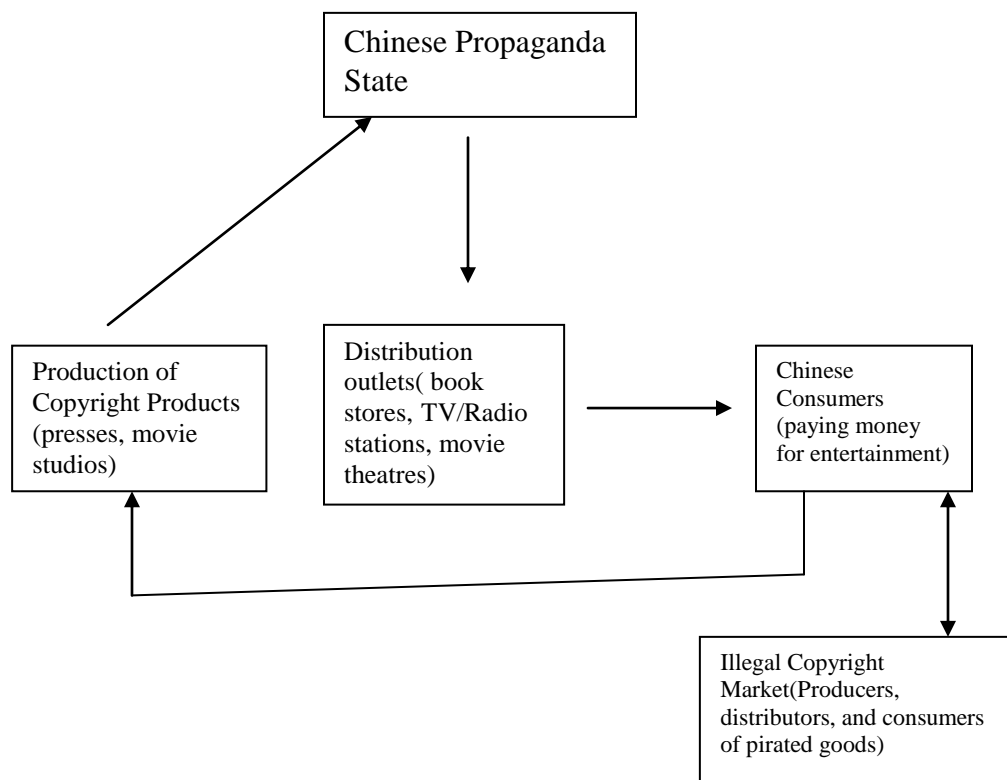 Chinese Propaganda
State
Production of
Copyright Products
(presses, movie
studios)
Distribution
outlets( book
stores, TV/Radio
stations, movie
theatres)
Chinese
Consumers
(paying money
for entertainment)
Illegal Copyright
Market(Producers,
distributors, and consumers
of pirated goods)